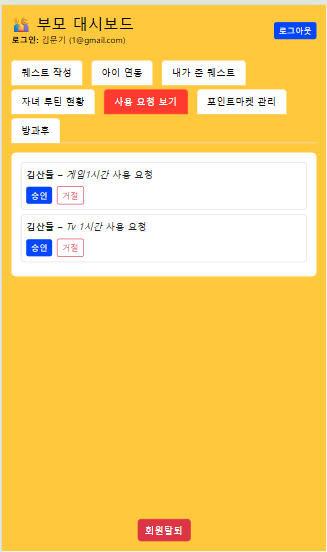 부모 대시보드
로그인: 김문기 (1@gmail.com)
로그아웃
퀘스트 작성
아이 연동
내가 준 퀘스트
자녀 루틴 현황
사용 요청 보기
포인트마켓 관리
방과후
김산들 – 게임1시간 사용 요청
승인
거절
김산들 – Tv 1시간 사용 요청
승인
거절
회원탈퇴